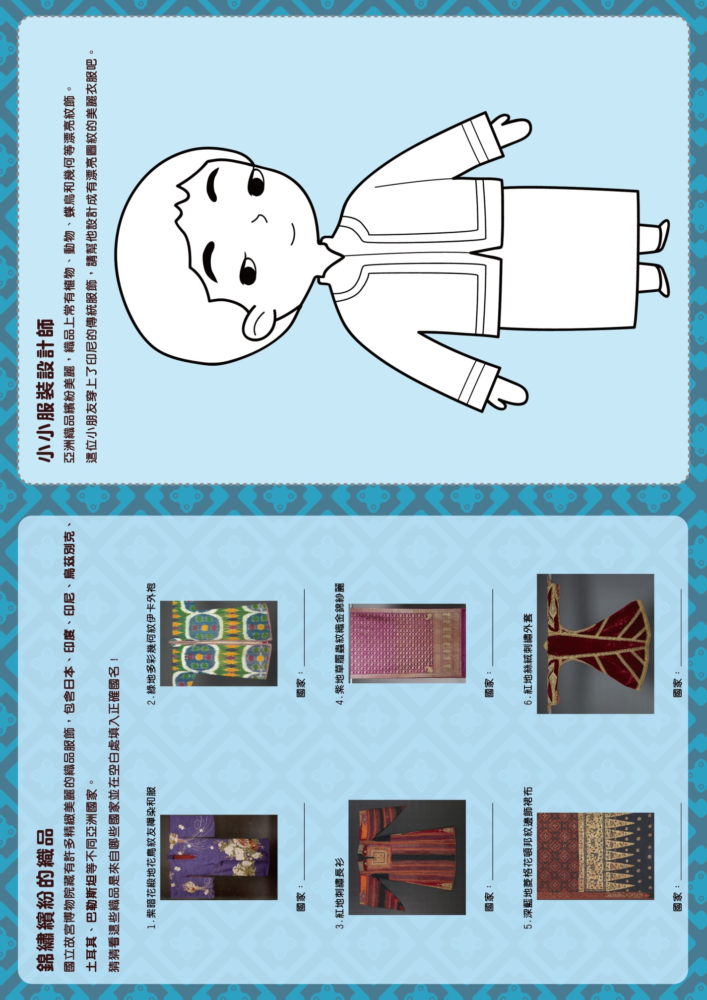 錦繡繽紛的織品
國立故宮博物院藏有許多精緻美麗的織品服飾，包含日本、印度、印尼、烏茲別克、
土耳其、巴勒斯坦等不同亞洲國家。
猜猜看這些織品是來自哪些國家並在空白處填入正確國名！
1.紫暗花緞地花鳥紋友禪染和服
國家：
2.綠地多彩幾何紋伊卡外袍
國家：
3.紅地刺繡長衫
國家：
4.紫地草履蟲紋織金錦紗麗
國家：
5.深藍地菱格花頓邦紋邊飾裙布
國家：
6.紅地絲絨刺繡外套
國家：
小小服裝設計師
亞洲織品繽紛美麗，織品上常有植物、動物、蝶鳥和幾何等漂亮紋飾。
這位小朋友穿上了印尼的傳統服飾，請幫他設計成有漂亮圖紋的美麗衣服吧。